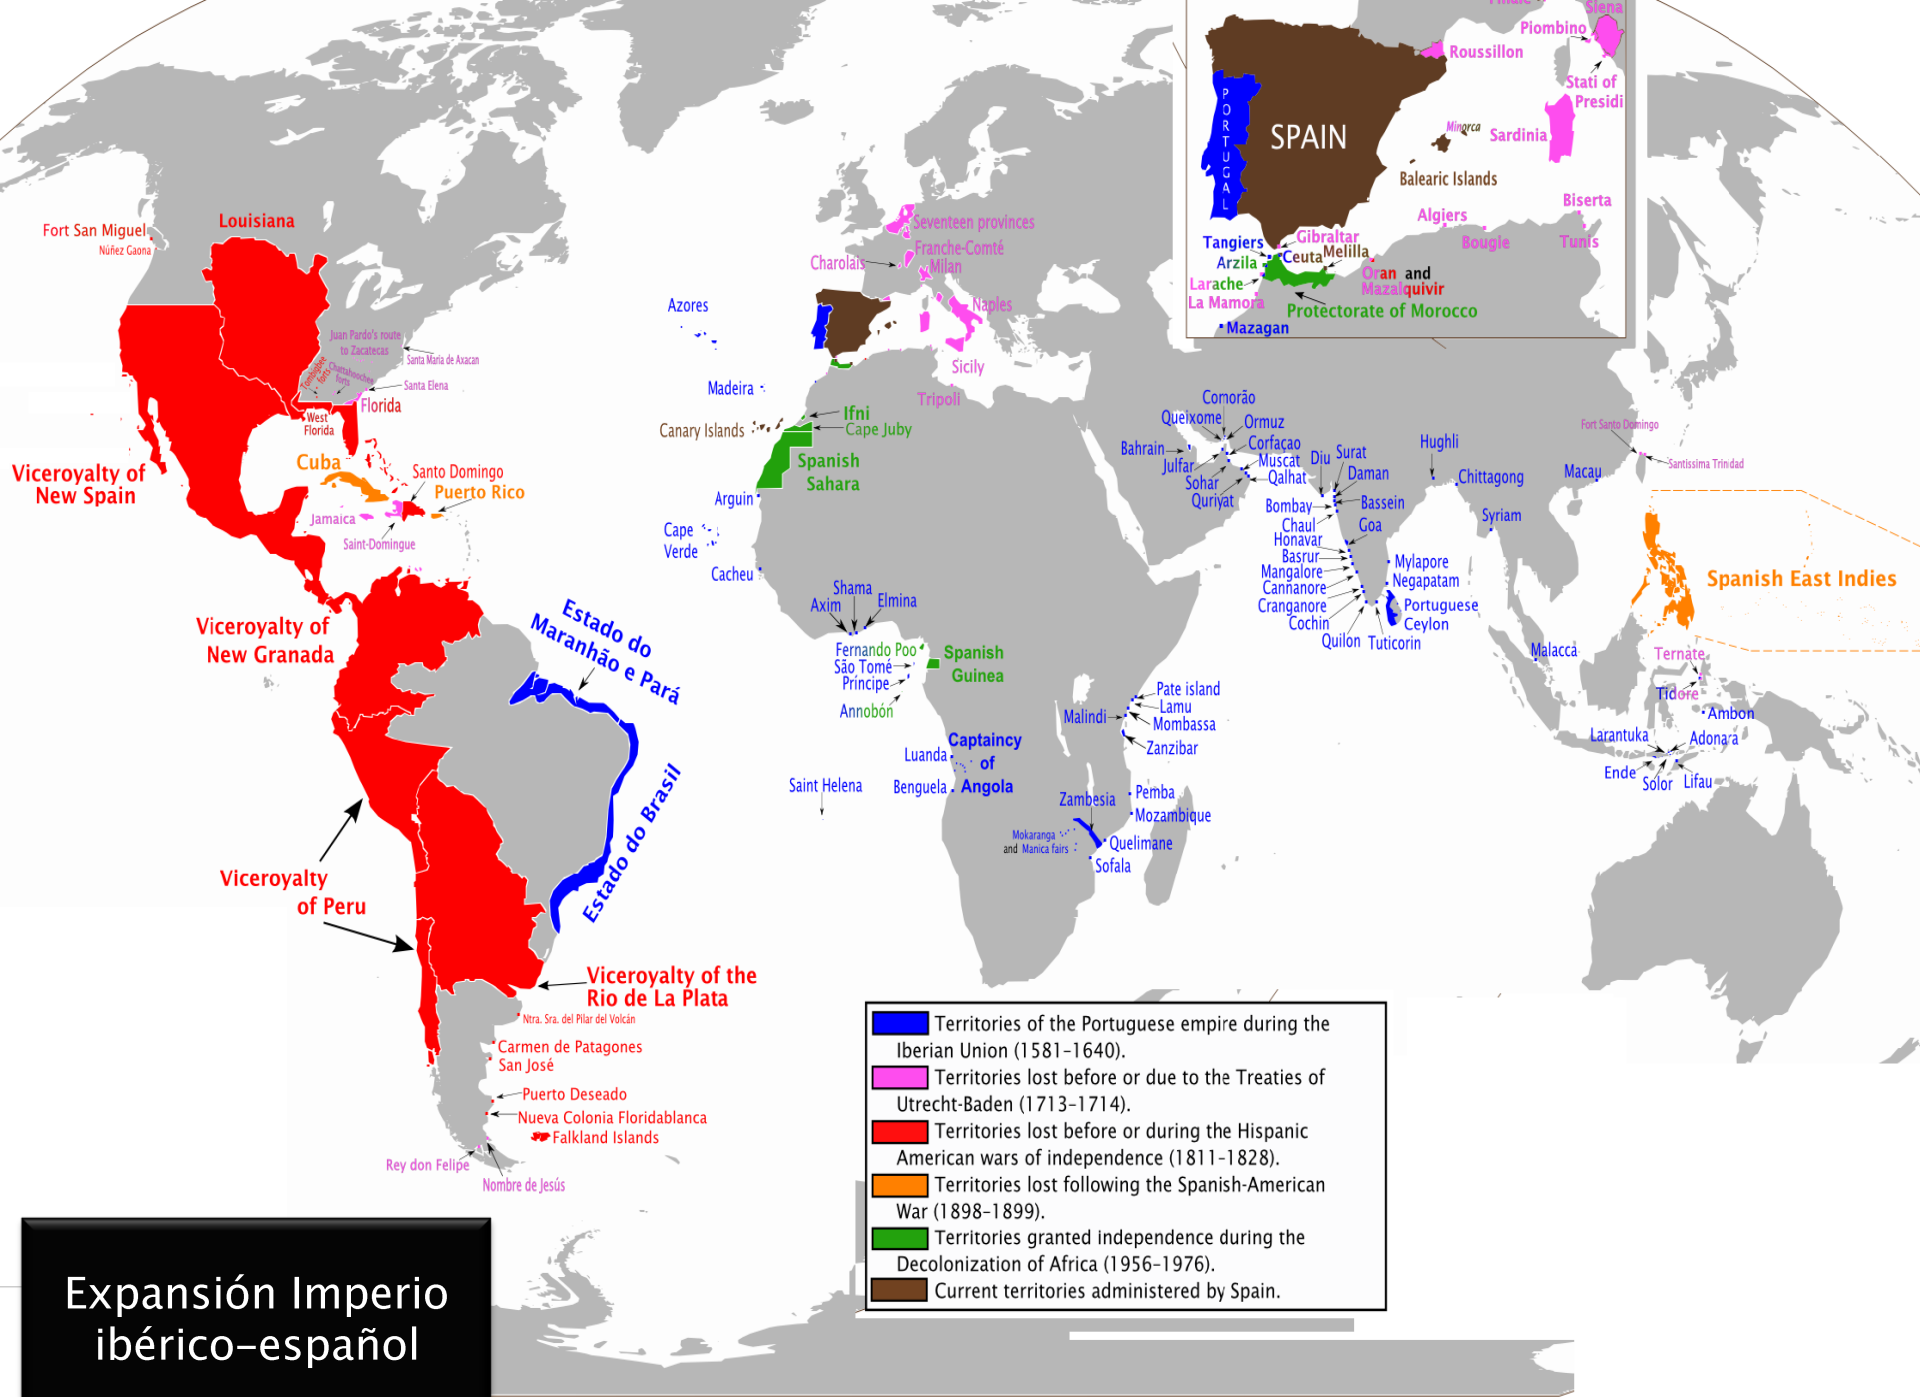 Siena
Piombino
Roussillon
Stati of
Presidi
PORTUGAL
SPAIN
Minorca
Sardinia
Balearic Islands
Biserta
Algiers
Bougie
Tunis
Tangiers
Gibraltar
Ceuta
Melilla
Arzila
Oran and
Mazalquivir
Larache
La Mamora
Protectorate of Morocco
Mazagan
Fort San Miguel
Núñez Gaona
Louisiana
Juan Pardo's route
to Zacatecas
Santa María de Axacan
Tombigbee
forts
Chattahoochee
forts
Santa Elena
Florida
West
Florida
Viceroyalty of
New Spain
Cuba
Santo Domingo
Puerto Rico
Jamaica
Saint-Domingue
Viceroyalty of
New Granada
Estado do
Maranhão e Pará
Estado do Brasil
Viceroyalty
of Peru
Viceroyalty of the
Rio de La Plata
Ntra. Sra. del Pilar del Volcán
Carmen de Patagones
San José
Puerto Deseado
Nueva Colonia Floridablanca
Falkland Islands
Rey don Felipe
Nombre de Jesús
Seventeen provinces
Franche-Comté
Charolais
Milan
Naples
Azores
Sicily
Madeira
Tripoli
Canary Islands
Ifni
Cape Juby
Spanish
Sahara
Arguin
Cape
Verde
Cacheu
Shama
Axim
Elmina
Fernando Poo
São Tomé
Príncipe
Annobón
Spanish
Guinea
Luanda
Captaincy
of
Angola
Benguela
Saint Helena
Malindi
Pate island
Lamu
Mombassa
Zanzibar
Pemba
Zambesia
Mozambique
Mokaranga
and Manica fairs
Quelimane
Sofala
Comorão
Queixome
Ormuz
Bahrain
Corfaçao
Julfar
Muscat
Sohar
Qalhat
Quriyat
Diu
Surat
Daman
Bombay
Bassein
Chaul
Goa
Honavar
Basrur
Mangalore
Cannanore
Cranganore
Cochin
Quilon
Tuticorin
Mylapore
Negapatam
Portuguese
Ceylon
Hughli
Chittagong
Syriam
Macau
Fort Santo Domingo
Santissima Trinidad
Spanish East Indies
Malacca
Ternate
Tidore
Ambon
Larantuka
Adonara
Ende
Solor
Lifau
Territories of the Portuguese empire during the
Iberian Union (1581–1640).
Territories lost before or due to the Treaties of
Utrecht-Baden (1713–1714).
Territories lost before or during the Hispanic
American wars of independence (1811–1828).
Territories lost following the Spanish-American
War (1898–1899).
Territories granted independence during the
Decolonization of Africa (1956–1976).
Current territories administered by Spain.
Expansión Imperio
ibérico-español